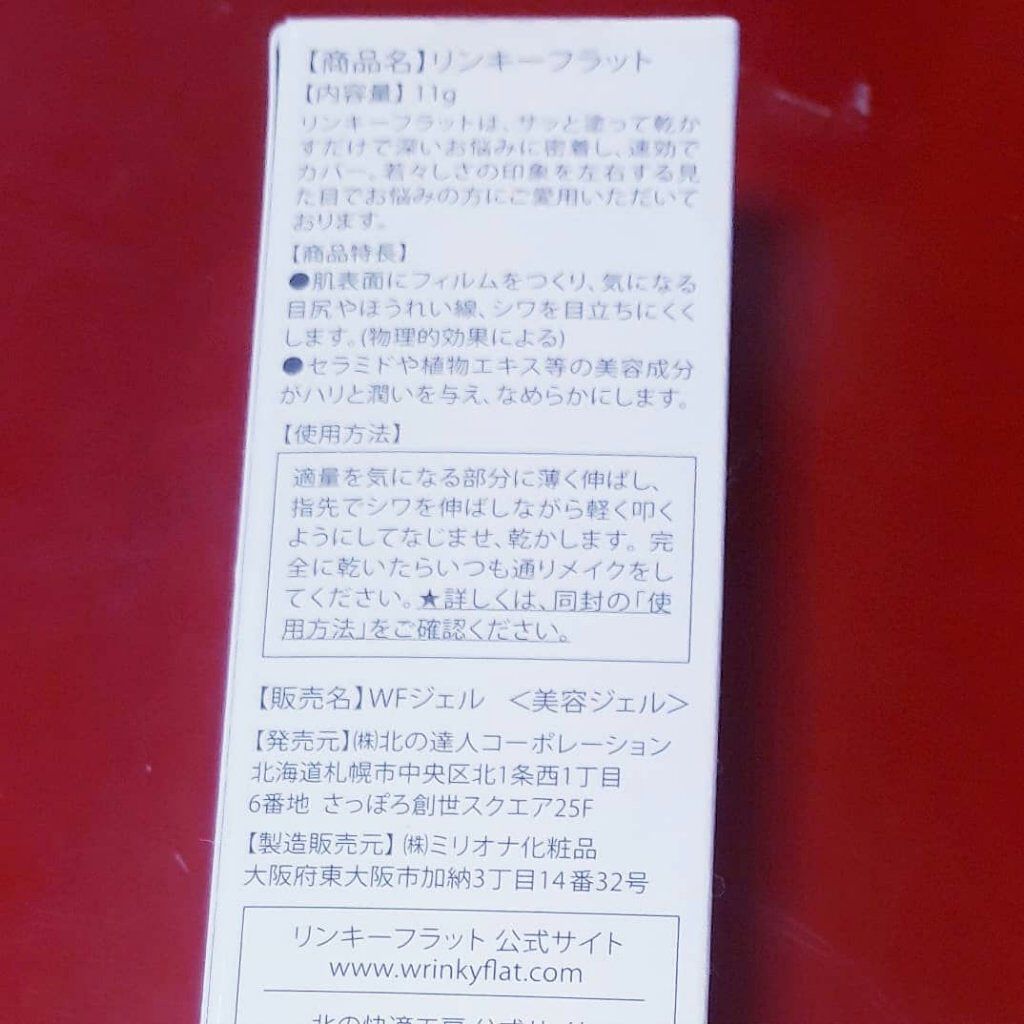 【商品名】リンキーフラット
【内容量】11g
リンキーフラットは、サッと塗って乾か
すだけで深いお悩みに密着し、速効で
カバー。若々しさの印象を左右する見
た目でお悩みの方にご愛用いただいて
おります。
【商品特長】
●肌表面にフィルムをつくり、気になる
目尻やほうれい線、シワを目立ちにくく
します。(物理的効果による)
●セラミドや植物エキス等の美容成分
がハリと潤いを与え、なめらかにします。
【使用方法】
適量を気になる部分に薄く伸ばし、
指先でシワを伸ばしながら軽く叩く
ようにしてなじませ、乾かします。完
全に乾いたらいつも通りメイクをし
てください。★詳しくは、同封の「使
用方法」をご確認ください。
【販売名】WFジェル ＜美容ジェル＞
【発売元】㈱北の達人コーポレーション
北海道札幌市中央区北1条西1丁目
6番地 さっぽろ創世スクエア25F
【製造販売元】㈱ミリオナ化粧品
大阪府東大阪市加納3丁目14番32号
リンキーフラット 公式サイト
www.wrinkyflat.com
北の快適工房 公式サイト